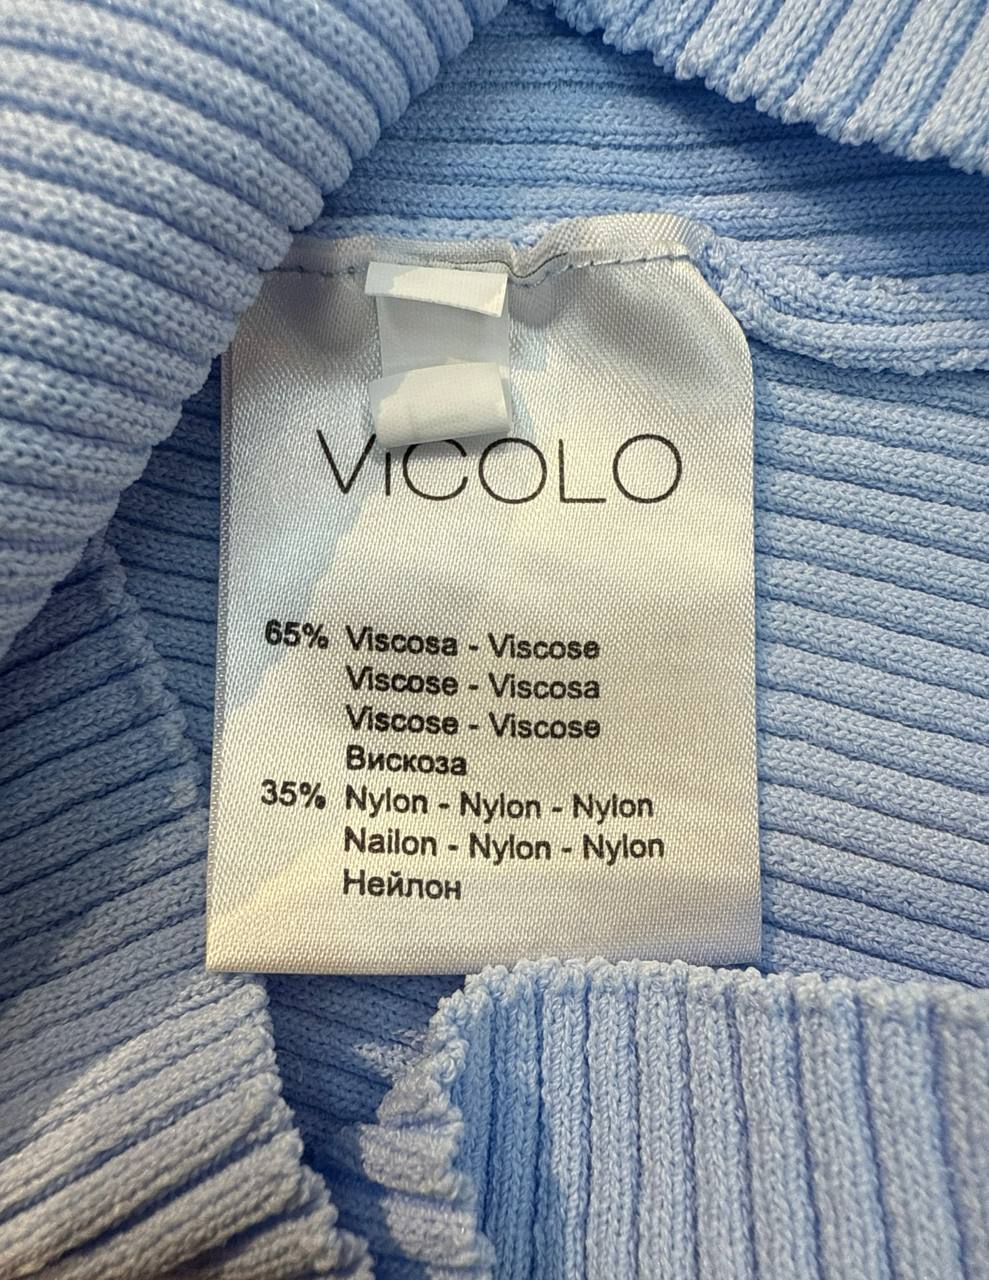 VICOLO
65% Viscosa - Viscose
Viscose - Viscosa
Viscose - Viscose
Вискоза
35% Nylon - Nylon - Nylon
Nailon - Nylon - Nylon
Нейлон